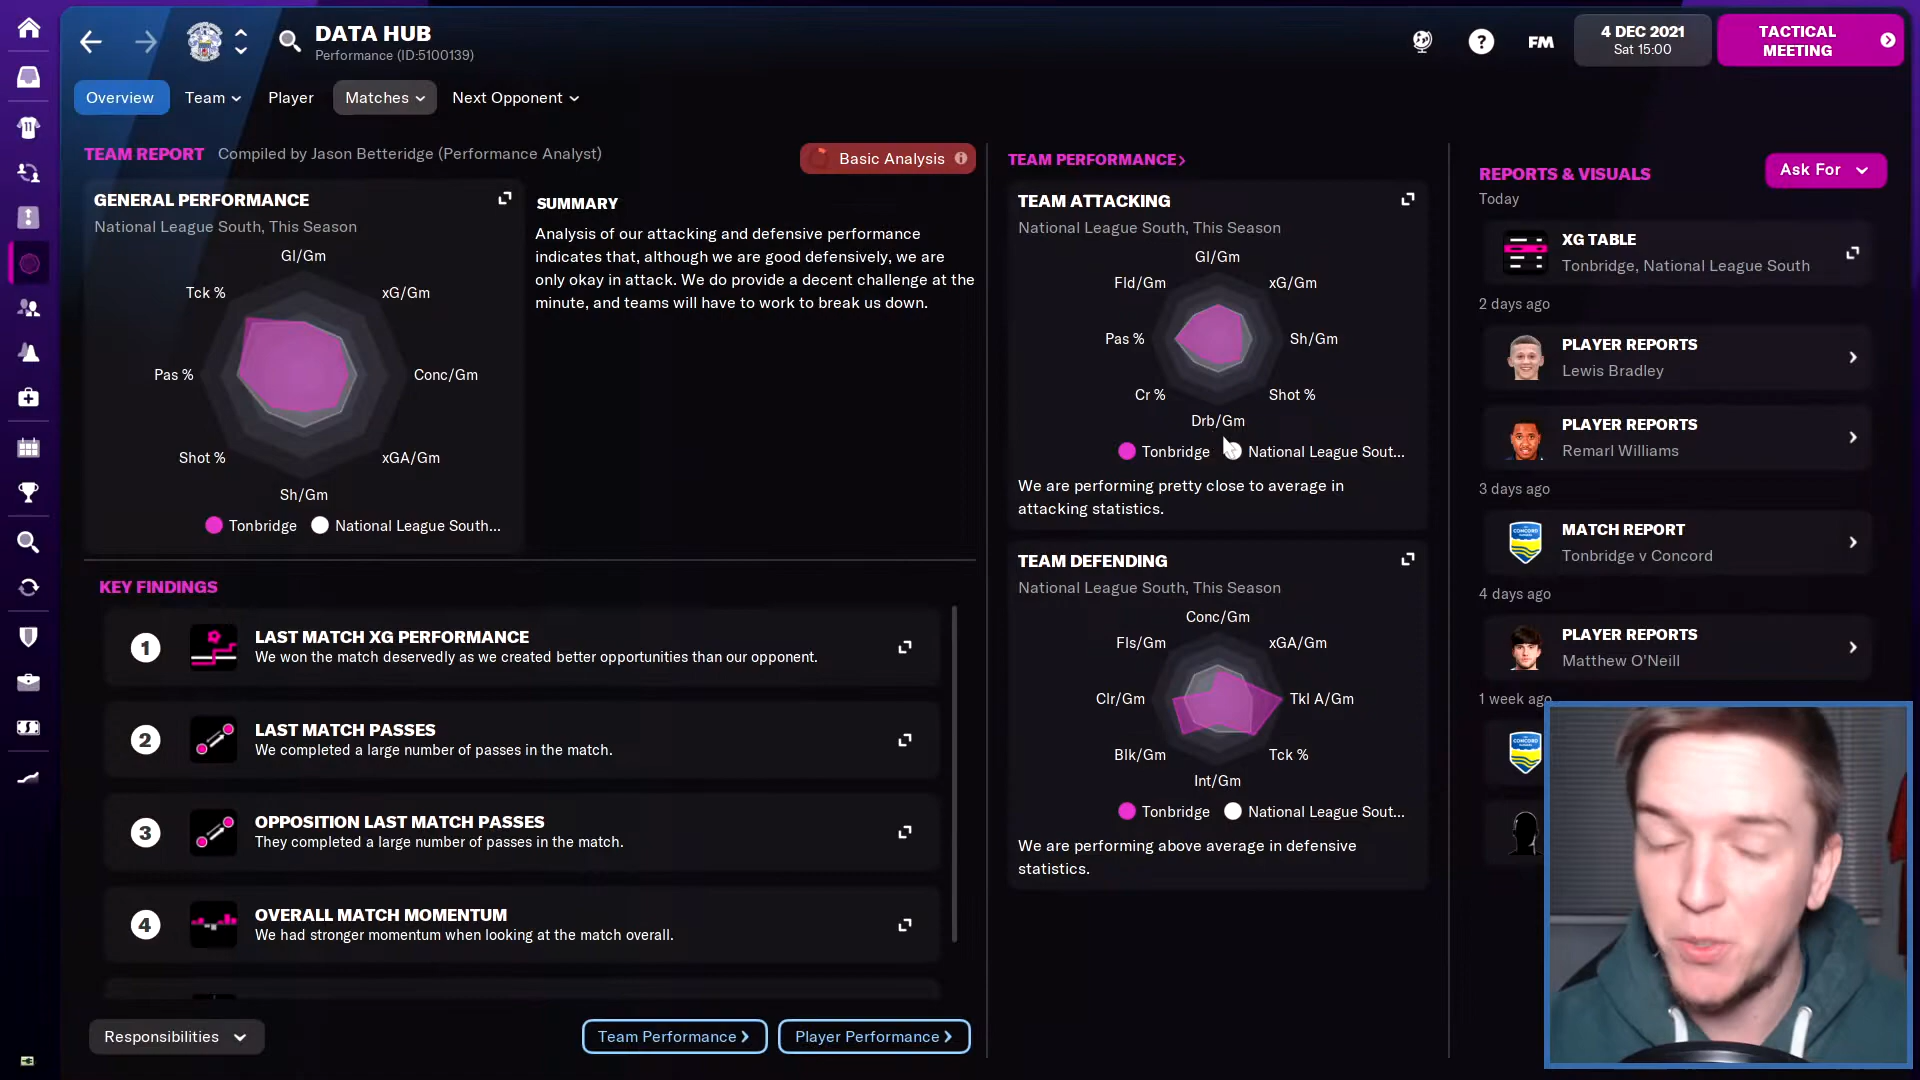 DATA HUB
Performance (ID:5100139)
FM
4 DEC 2021
Sat 15:00
TACTICAL
MEETING
Overview
Team
Player
Matches
Next Opponent
TEAM REPORT Compiled by Jason Betteridge (Performance Analyst)
Basic Analysis
GENERAL PERFORMANCE
National League South, This Season
Gl/Gm
Tck %
xG/Gm
Pas %
Conc/Gm
Shot %
xGA/Gm
Sh/Gm
Tonbridge
National League South...
SUMMARY
Analysis of our attacking and defensive performance
indicates that, although we are good defensively, we are
only okay in attack. We do provide a decent challenge at the
minute, and teams will have to work to break us down.
KEY FINDINGS
1
LAST MATCH XG PERFORMANCE
We won the match deservedly as we created better opportunities than our opponent.
2
LAST MATCH PASSES
We completed a large number of passes in the match.
3
OPPOSITION LAST MATCH PASSES
They completed a large number of passes in the match.
4
OVERALL MATCH MOMENTUM
We had stronger momentum when looking at the match overall.
Responsibilities
Team Performance
Player Performance
TEAM PERFORMANCE
TEAM ATTACKING
National League South, This Season
Gl/Gm
Fld/Gm
xG/Gm
Pas %
Sh/Gm
Cr %
Shot %
Drb/Gm
Tonbridge
National League Sout...
We are performing pretty close to average in
attacking statistics.
TEAM DEFENDING
National League South, This Season
Conc/Gm
Fls/Gm
xGA/Gm
Clr/Gm
Tkl A/Gm
Blk/Gm
Tck %
Int/Gm
Tonbridge
National League Sout...
We are performing above average in defensive
statistics.
REPORTS & VISUALS
Ask For
Today
XG TABLE
Tonbridge, National League South
2 days ago
PLAYER REPORTS
Lewis Bradley
PLAYER REPORTS
Remarl Williams
3 days ago
MATCH REPORT
Tonbridge v Concord
4 days ago
PLAYER REPORTS
Matthew O'Neill
1 week ago